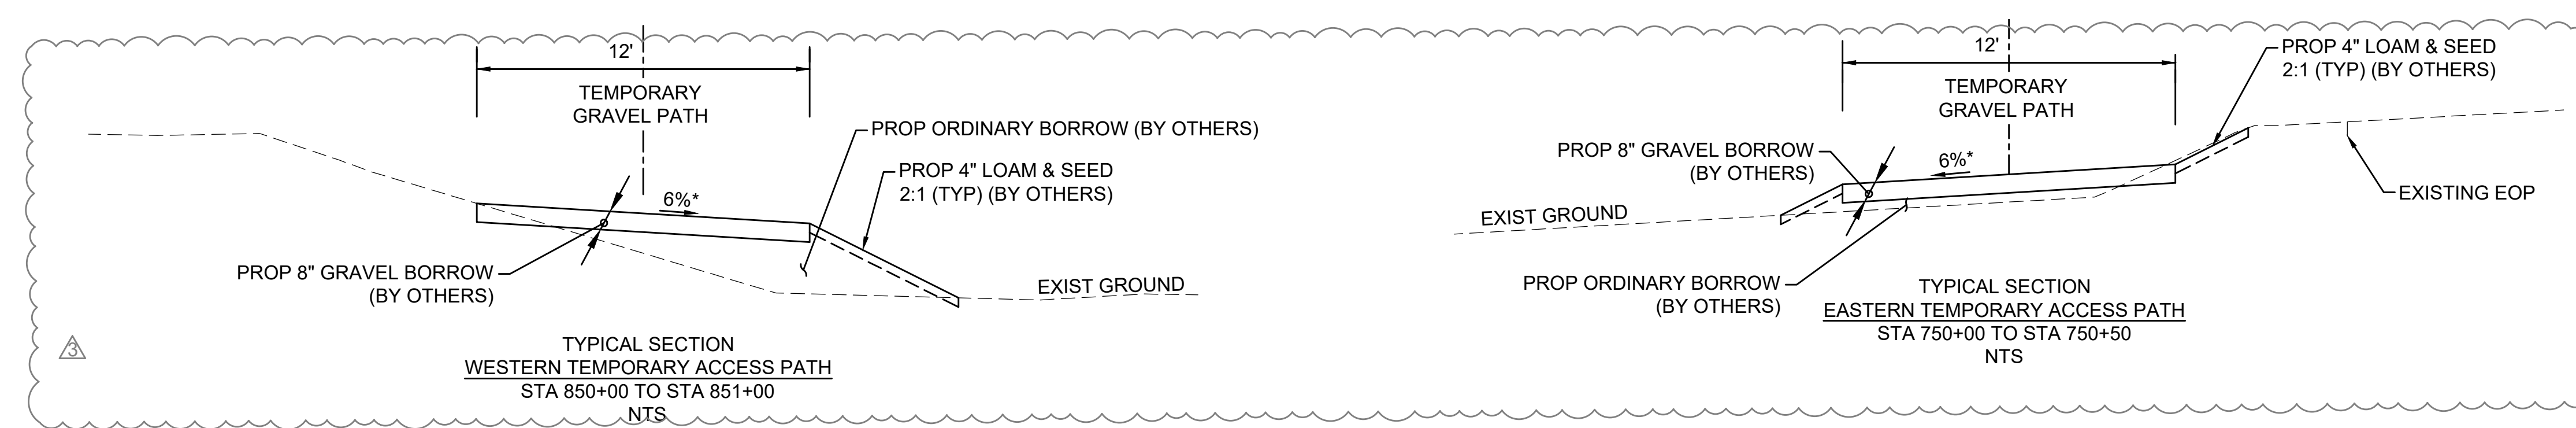 12'
TEMPORARY
GRAVEL PATH
PROP ORDINARY BORROW (BY OTHERS)
PROP 4" LOAM & SEED
2:1 (TYP) (BY OTHERS)
6%*
PROP 8" GRAVEL BORROW
(BY OTHERS)
EXIST GROUND
TYPICAL SECTION
WESTERN TEMPORARY ACCESS PATH
STA 850+00 TO STA 851+00
NTS
3
12'
TEMPORARY
GRAVEL PATH
PROP 4" LOAM & SEED
2:1 (TYP) (BY OTHERS)
PROP 8" GRAVEL BORROW
(BY OTHERS)
6%*
EXISTING EOP
EXIST GROUND
PROP ORDINARY BORROW
(BY OTHERS)
TYPICAL SECTION
EASTERN TEMPORARY ACCESS PATH
STA 750+00 TO STA 750+50
NTS